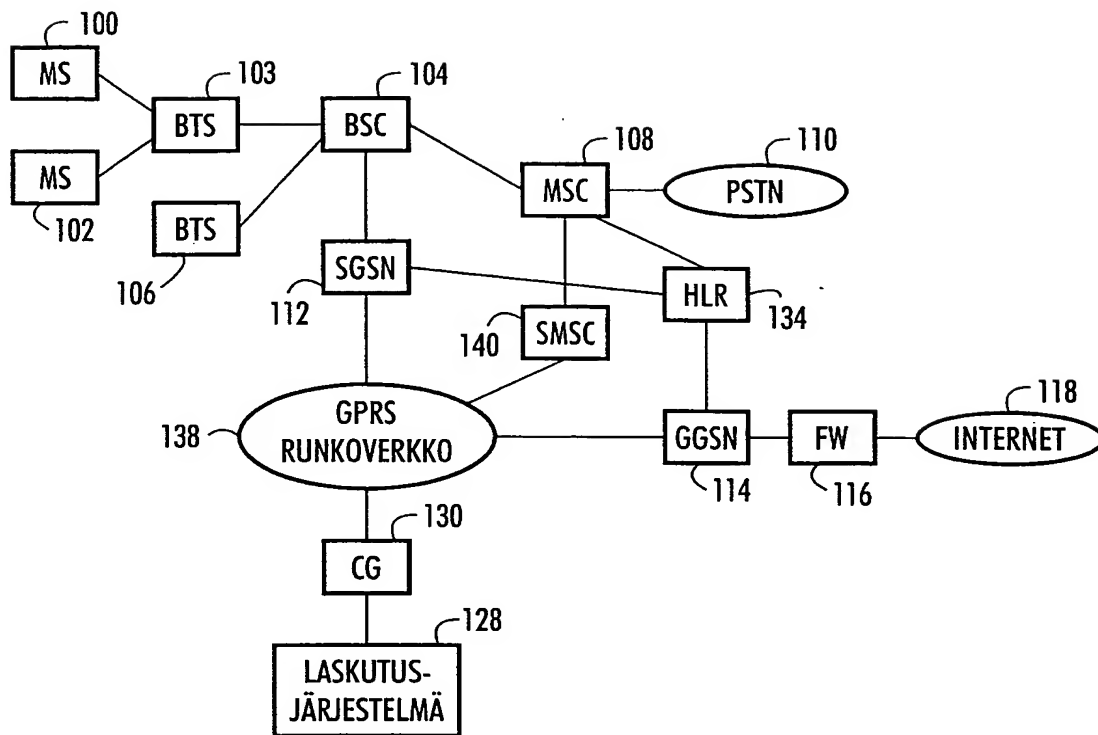 100
MS
103
BTS
104
BSC
MS
102
BTS
106
108
MSC
110
PSTN
SGSN
112
HLR
134
140
SMSC
138
GPRS
RUNKOVERKKO
GGSN
114
FW
116
118
INTERNET
130
CG
128
LASKUTUS-
JÄRJESTELMÄ